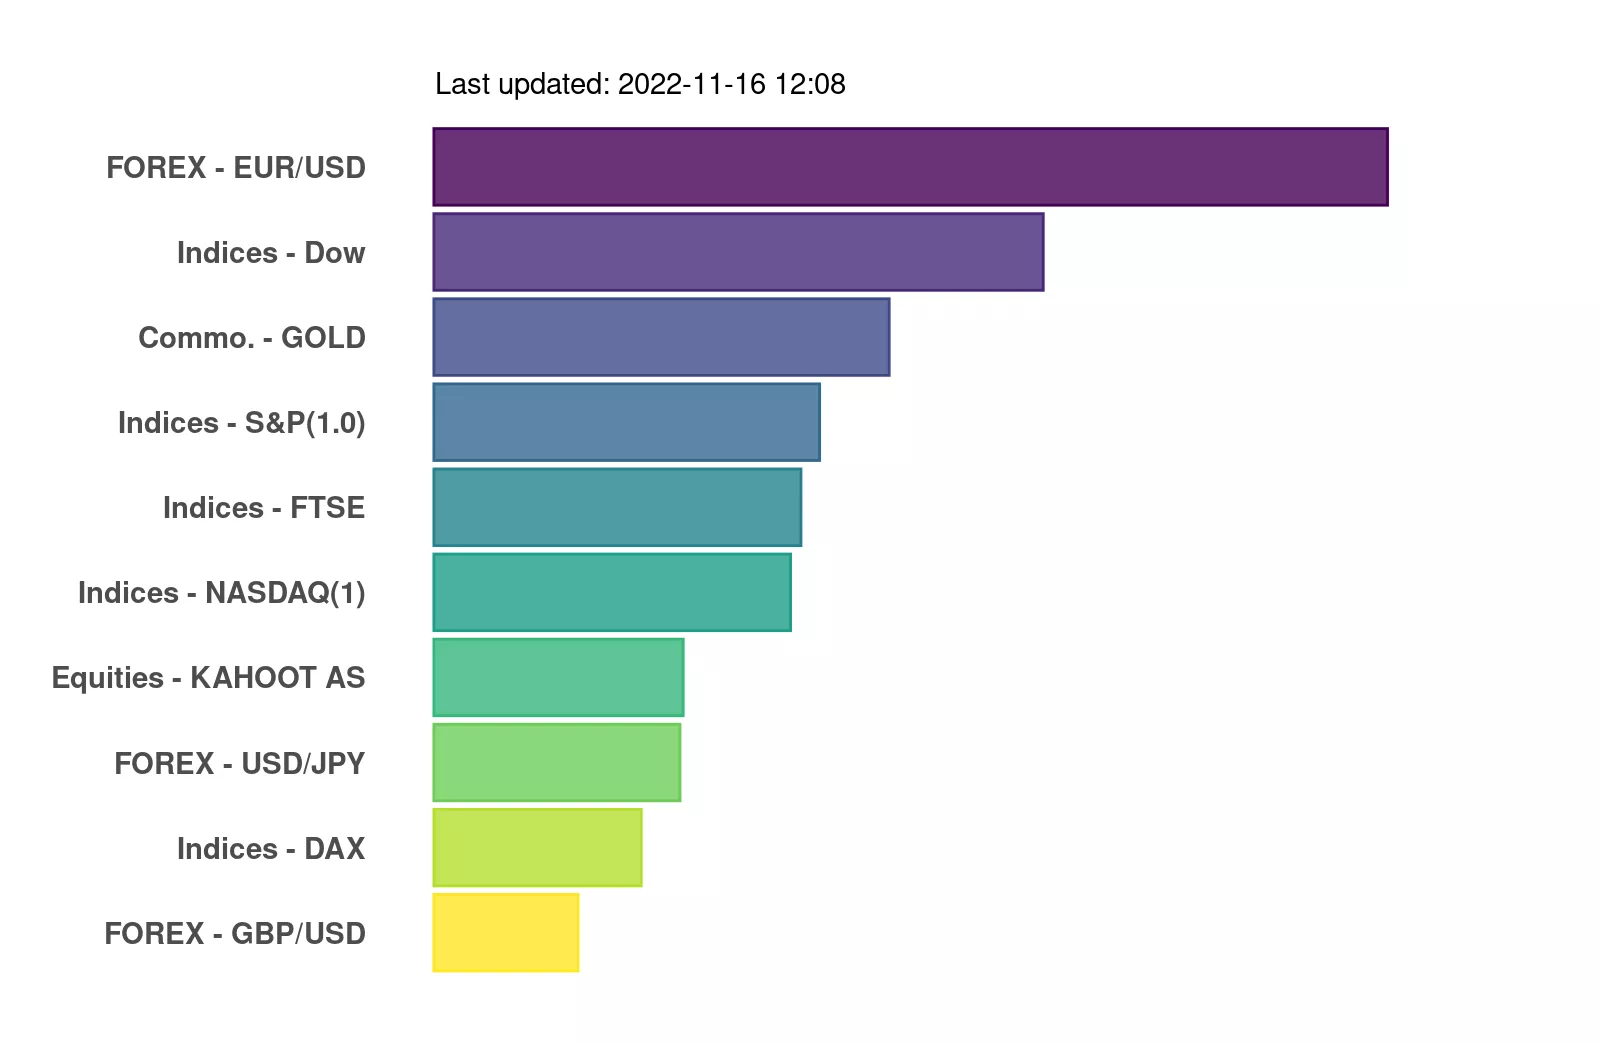 Last updated: 2022-11-16 12:08
FOREX - EUR/USD
Indices - Dow
Commo. - GOLD
Indices - S&P(1.0)
Indices - FTSE
Indices - NASDAQ(1)
Equities - KAHOOT AS
FOREX - USD/JPY
Indices - DAX
FOREX - GBP/USD